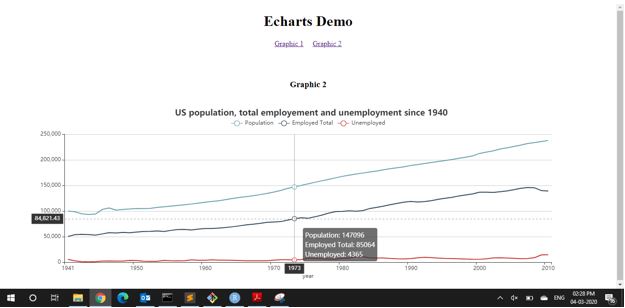 Echarts Demo
Graphic 1 Graphic 2
Graphic 2
US population, total employement and unemployment since 1940
Population Employed Total Unemployed
250,000
200,000
150,000
100,000
84,821.43
50,000
0
Population: 147096
Employed Total: 85064
Unemployed: 4365
1941 1950 1960 1970 1973 1980 1990 2000 2010
year
ENG
02:28 PM
04-03-2020